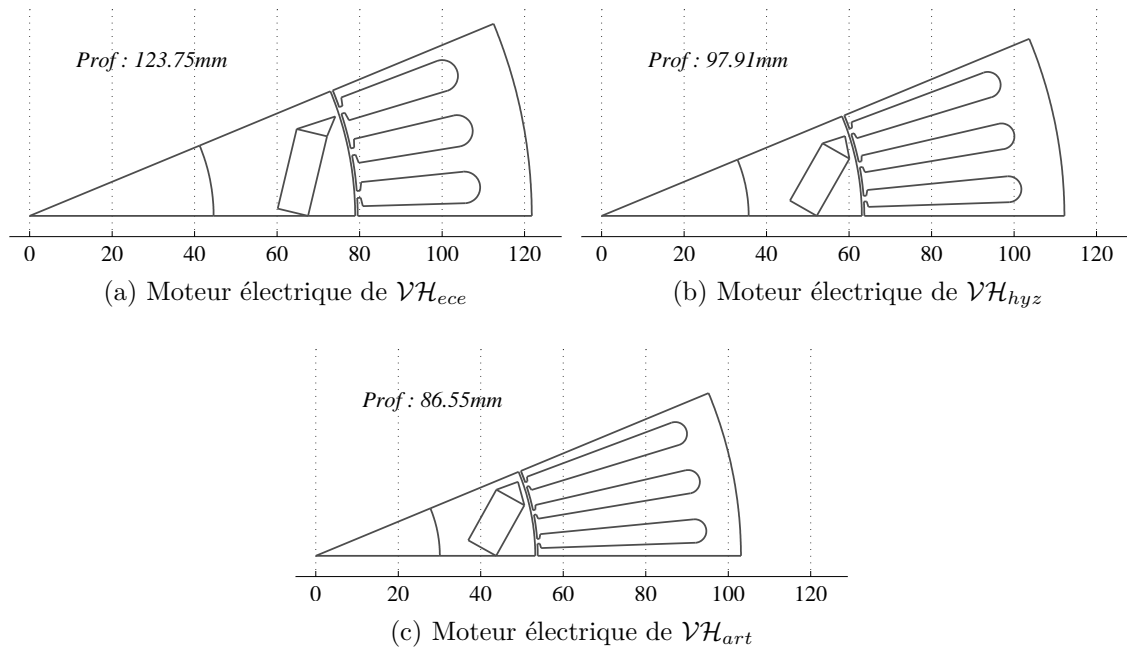 Prof : 123.75mm
0 20 40 60 80 100 120
(a) Moteur électrique de 𝒱ℋ_ece
Prof : 97.91mm
0 20 40 60 80 100 120
(b) Moteur électrique de 𝒱ℋ_hyz
Prof : 86.55mm
0 20 40 60 80 100 120
(c) Moteur électrique de 𝒱ℋ_art